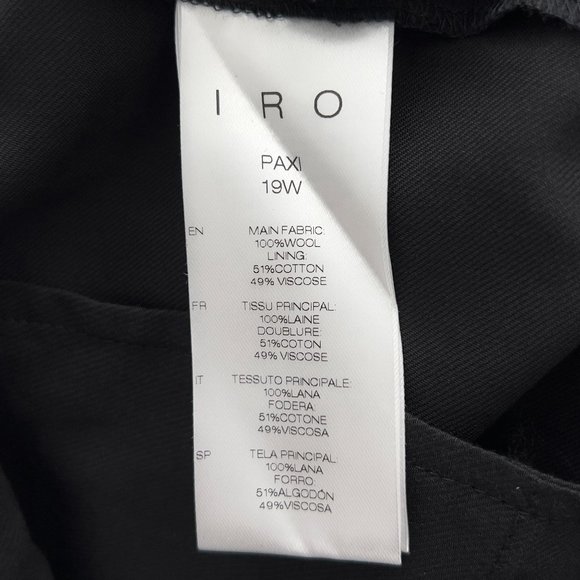 IRO
PAXI
19W
EN MAIN FABRIC:
100%WOOL
LINING:
51%COTTON
49% VISCOSE
FR TISSU PRINCIPAL:
100%LAINE
DOUBLURE:
51%COTON
49% VISCOSE
IT TESSUTO PRINCIPALE:
100%LANA
FODERA:
51%COTONE
49%VISCOSA
SP TELA PRINCIPAL:
100%LANA
FORRO
51%ALGODÓN
49%VISCOSA